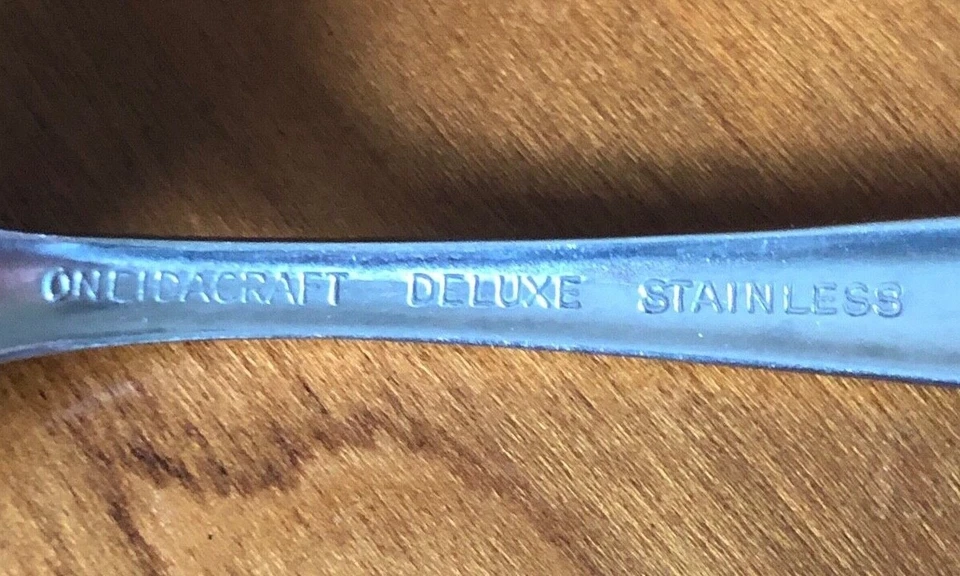 ONEIDACRAFT DELUXE STAINLESS